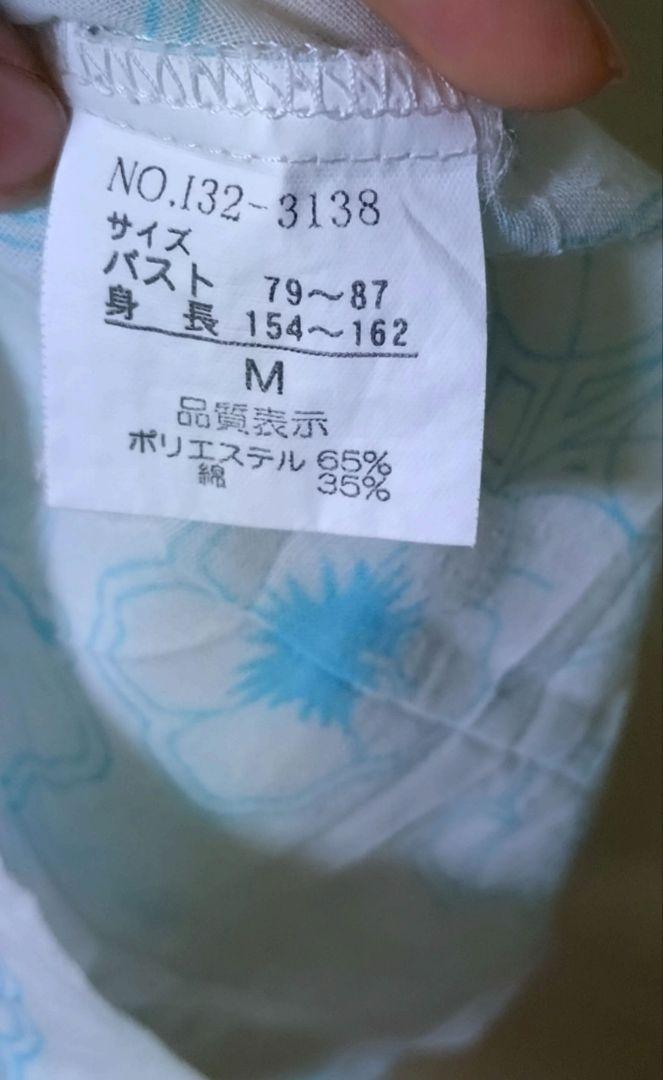 NO.I32-3138
サイズ
バスト 79～87
身長 154～162
M
品質表示
ポリエステル 65%
綿 35%